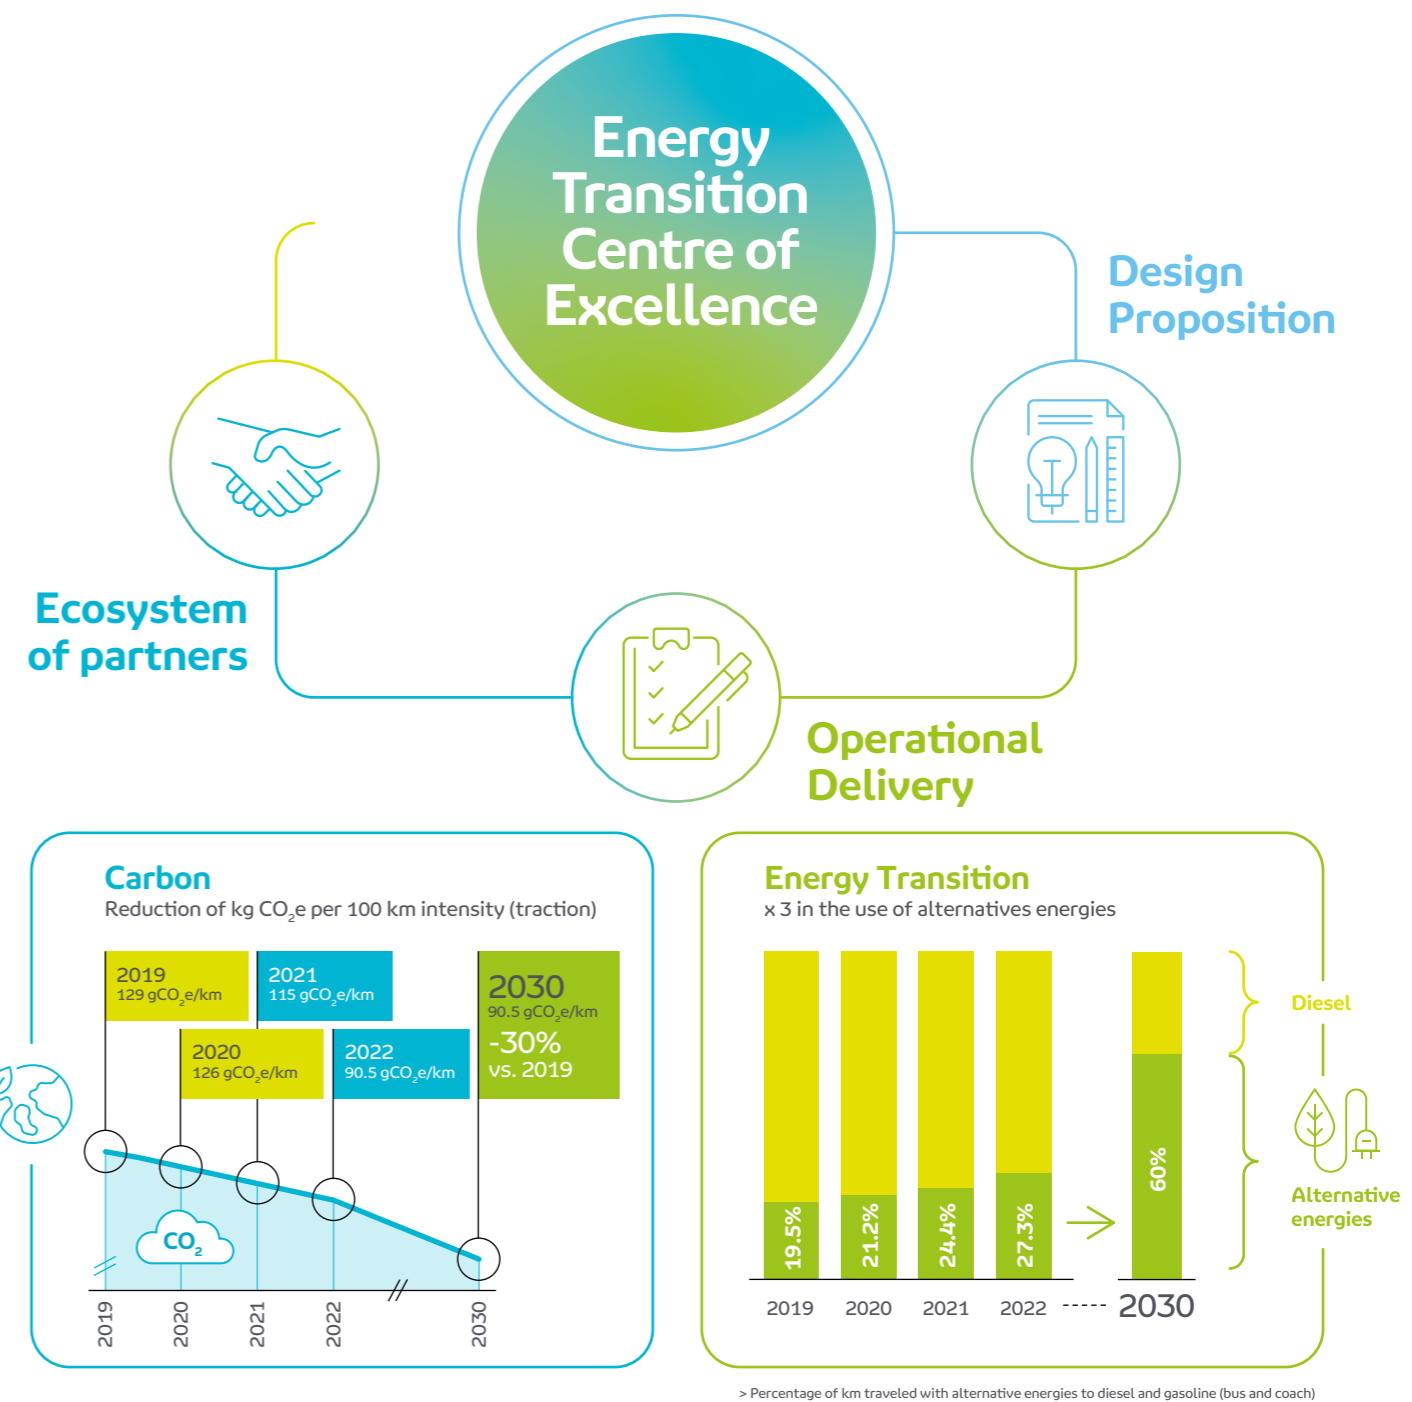 Energy
Transition
Centre of
Excellence
Design
Proposition
Ecosystem
of partners
Operational
Delivery
Carbon
Reduction of kg CO₂e per 100 km intensity (traction)
2019
129 gCO₂e/km
2021
115 gCO₂e/km
2020
126 gCO₂e/km
2022
90.5 gCO₂e/km
2030
90.5 gCO₂e/km
-30%
vs. 2019
CO₂
2019
2020
2021
2022
2030
Energy Transition
x 3 in the use of alternatives energies
19.5%
21.2%
24.4%
27.3%
60%
Diesel
Alternative
energies
2019
2020
2021
2022
2030
> Percentage of km traveled with alternative energies to diesel and gasoline (bus and coach)